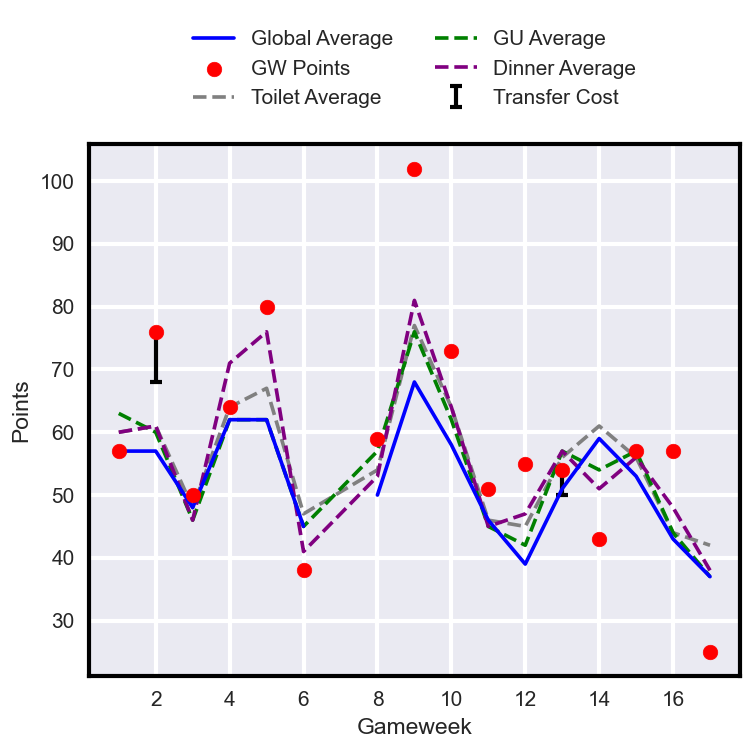 Global Average GU Average
GW Points Dinner Average
Toilet Average Transfer Cost
100
90
80
70
60
50
40
30
Points
2 4 6 8 10 12 14 16
Gameweek